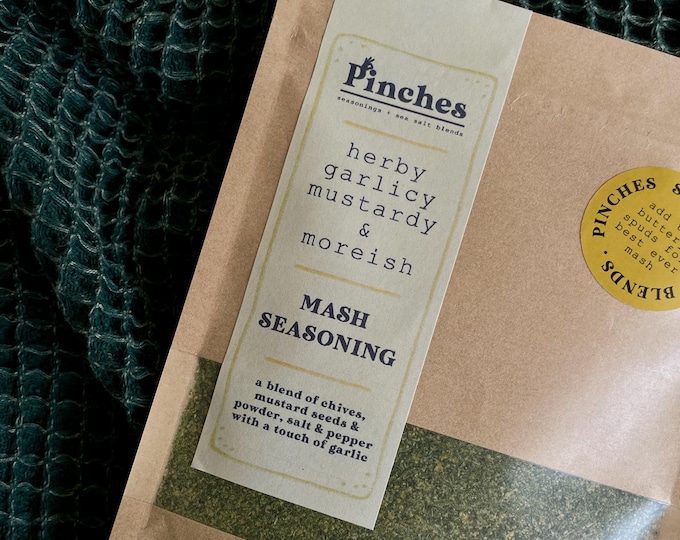 Pinches
seasonings + sea salt blends
herby
garlicy
mustardy
&
moreish
MASH
SEASONING
a blend of chives,
mustard seeds &
powder, salt & pepper
with a touch of garlic
PINCHES
BLENDS.
add
butter
spuds
best ever
mash